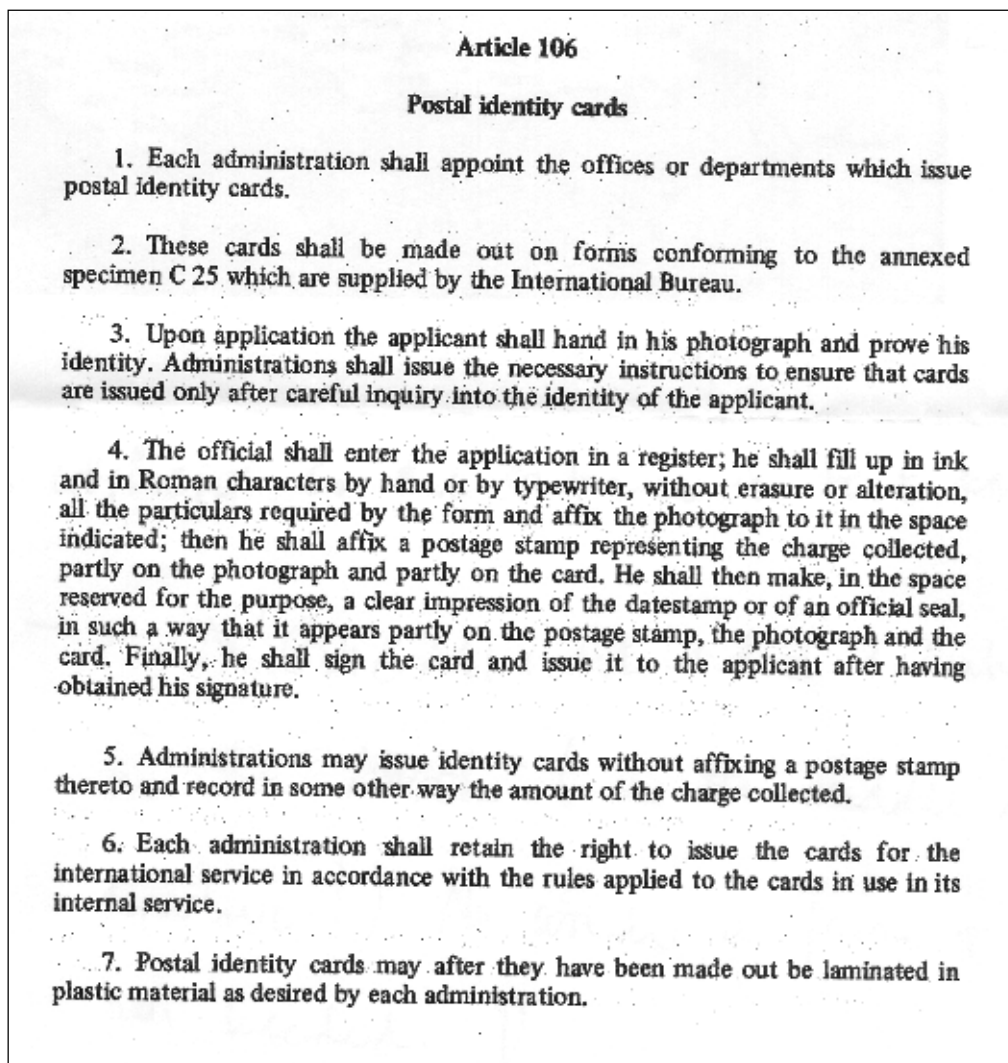 Article 106
Postal identity cards
1. Each administration shall appoint the offices or departments which issue
postal identity cards.
2. These cards shall be made out on forms conforming to the annexed
specimen C 25 which are supplied by the International Bureau.
3. Upon application the applicant shall hand in his photograph and prove his
identity. Administrations shall issue the necessary instructions to ensure that cards
are issued only after careful inquiry into the identity of the applicant.
4. The official shall enter the application in a register; he shall fill up in ink
and in Roman characters by hand or by typewriter, without erasure or alteration,
all the particulars required by the form and affix the photograph to it in the space
indicated; then he shall affix a postage stamp representing the charge collected,
partly on the photograph and partly on the card. He shall then make, in the space
reserved for the purpose, a clear impression of the datestamp or of an official seal,
in such a way that it appears partly on the postage stamp, the photograph and the
card. Finally, he shall sign the card and issue it to the applicant after having
obtained his signature.
5. Administrations may issue identity cards without affixing a postage stamp
thereto and record in some other way the amount of the charge collected.
6. Each administration shall retain the right to issue the cards for the
international service in accordance with the rules applied to the cards in use in its
internal service.
7. Postal identity cards may after they have been made out be laminated in
plastic material as desired by each administration.